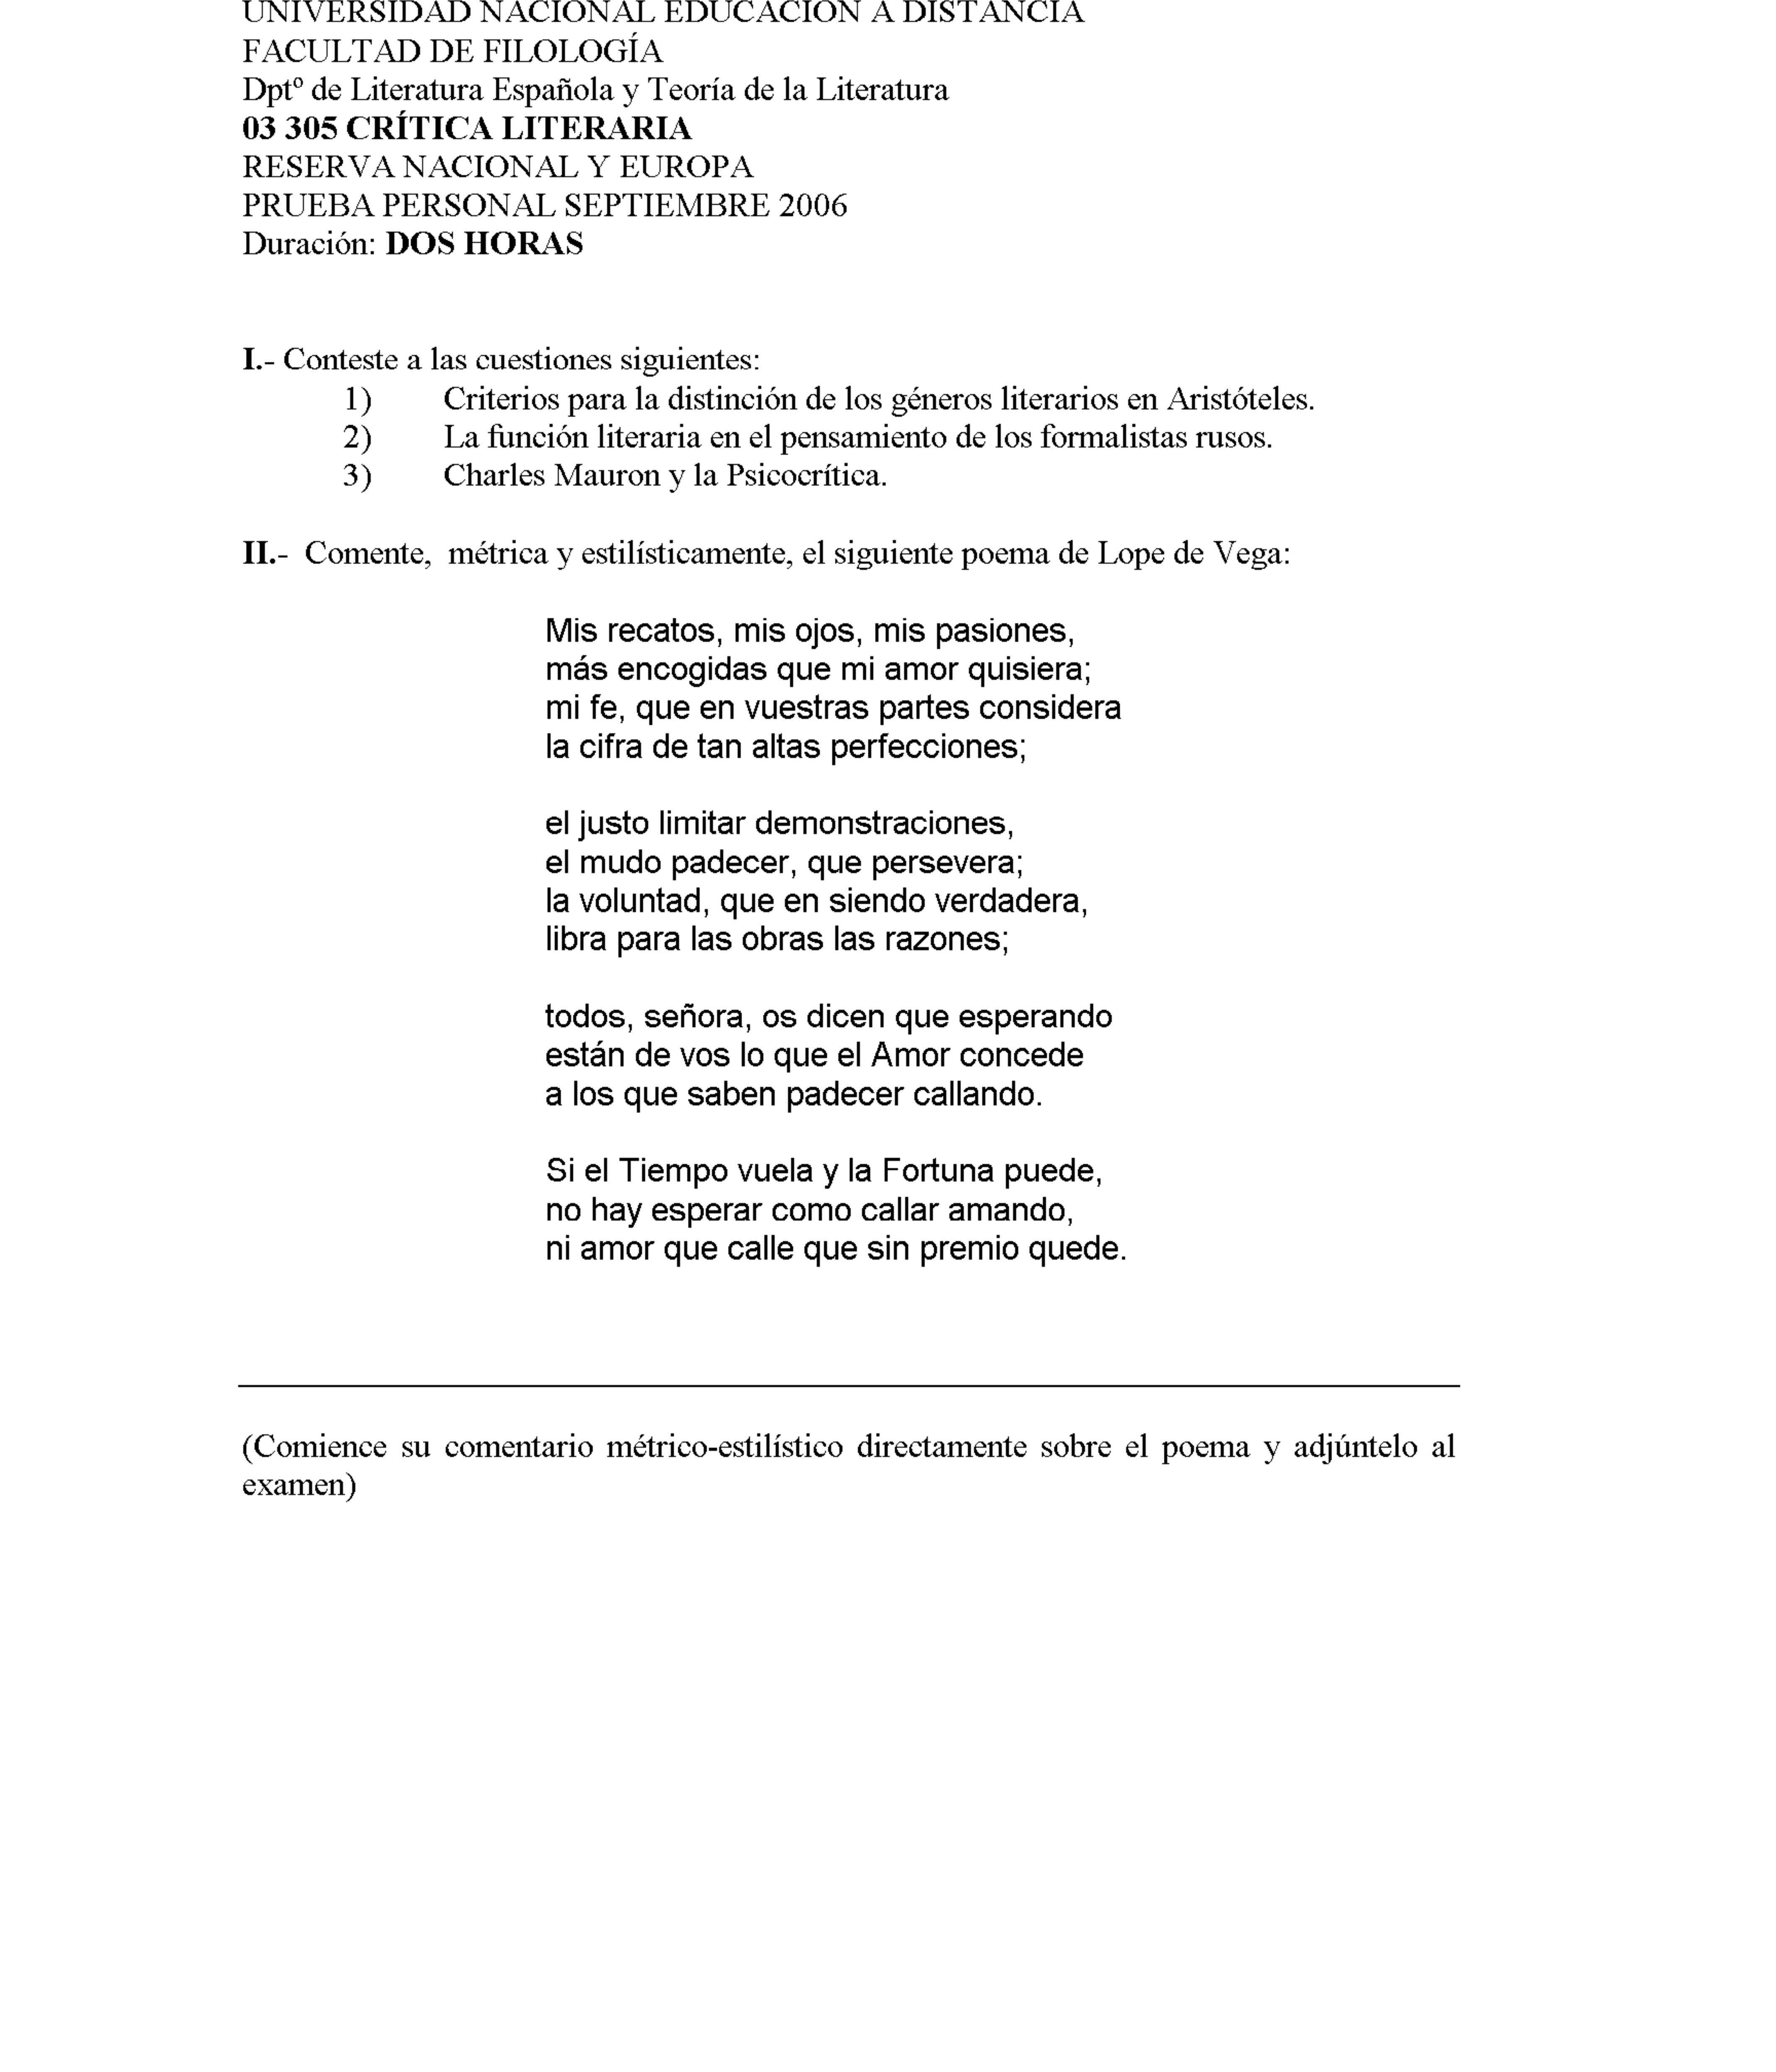 UNIVERSIDAD NACIONAL EDUCACIÓN A DISTANCIA
FACULTAD DE FILOLOGÍA
Dptº de Literatura Española y Teoría de la Literatura
03 305 CRÍTICA LITERARIA
RESERVA NACIONAL Y EUROPA
PRUEBA PERSONAL SEPTIEMBRE 2006
Duración: DOS HORAS
I.- Conteste a las cuestiones siguientes:
1) Criterios para la distinción de los géneros literarios en Aristóteles.
2) La función literaria en el pensamiento de los formalistas rusos.
3) Charles Mauron y la Psicocrítica.
II.- Comente, métrica y estilísticamente, el siguiente poema de Lope de Vega:
Mis recatos, mis ojos, mis pasiones,
más encogidas que mi amor quisiera;
mi fe, que en vuestras partes considera
la cifra de tan altas perfecciones;
el justo limitar demonstraciones,
el mudo padecer, que persevera;
la voluntad, que en siendo verdadera,
libra para las obras las razones;
todos, señora, os dicen que esperando
están de vos lo que el Amor concede
a los que saben padecer callando.
Si el Tiempo vuela y la Fortuna puede,
no hay esperar como callar amando,
ni amor que calle que sin premio quede.
(Comience su comentario métrico-estilístico directamente sobre el poema y adjúntelo al
examen)